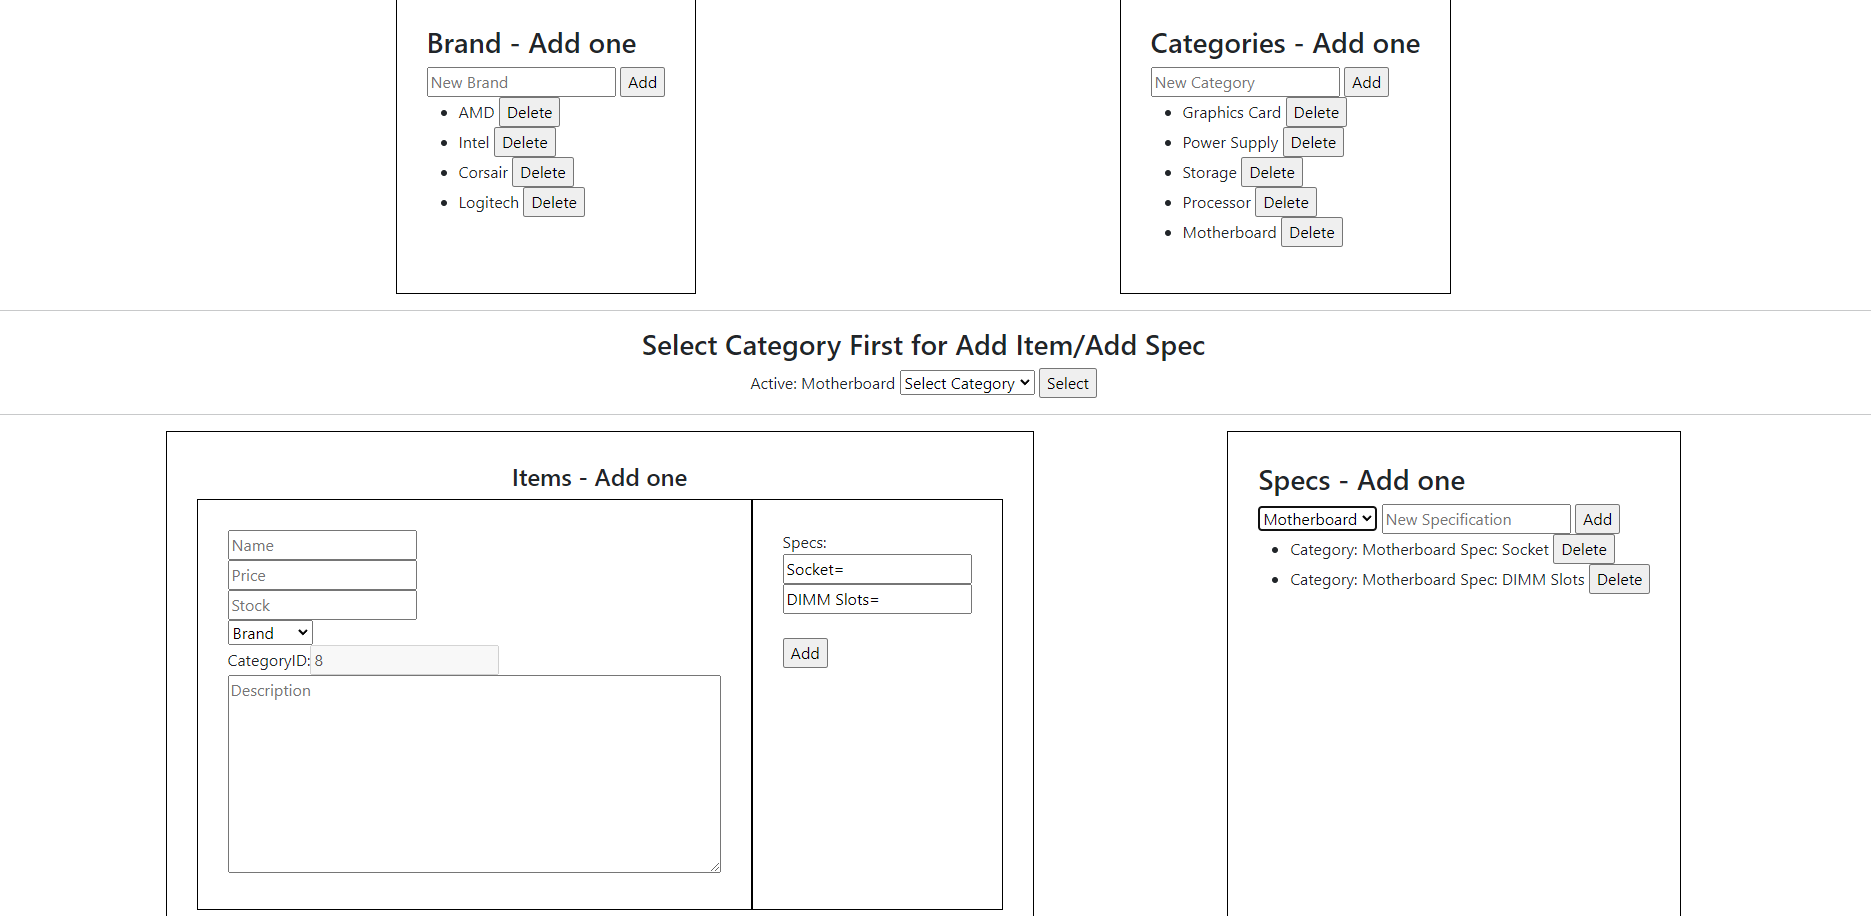 Brand - Add one
New Brand Add
AMD Delete
Intel Delete
Corsair Delete
Logitech Delete
Categories - Add one
New Category Add
Graphics Card Delete
Power Supply Delete
Storage Delete
Processor Delete
Motherboard Delete
Select Category First for Add Item/Add Spec
Active: Motherboard Select Category Select
Items - Add one
Name
Price
Stock
Brand
CategoryID: 8
Description
Specs:
Socket=
DIMM Slots=
Add
Specs - Add one
Motherboard New Specification Add
Category: Motherboard Spec: Socket Delete
Category: Motherboard Spec: DIMM Slots Delete